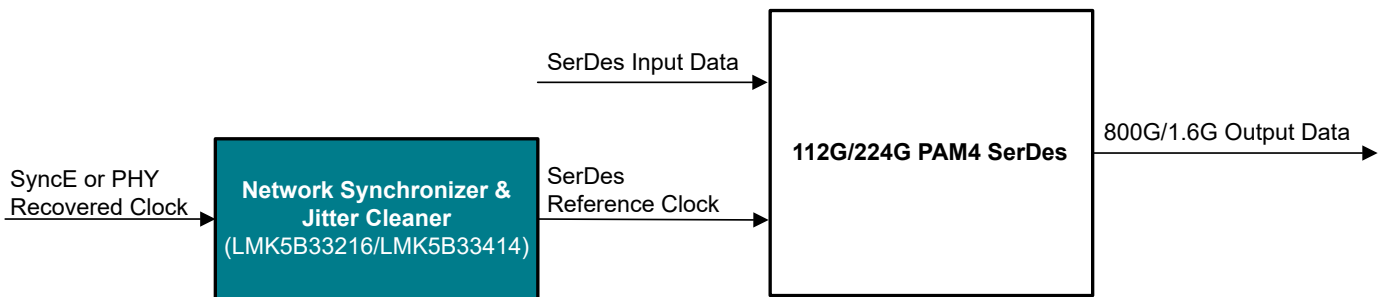 SerDes Input Data
800G/1.6G Output Data
112G/224G PAM4 SerDes
SyncE or PHY
Recovered Clock
Network Synchronizer &
Jitter Cleaner
(LMK5B33216/LMK5B33414)
SerDes
Reference Clock